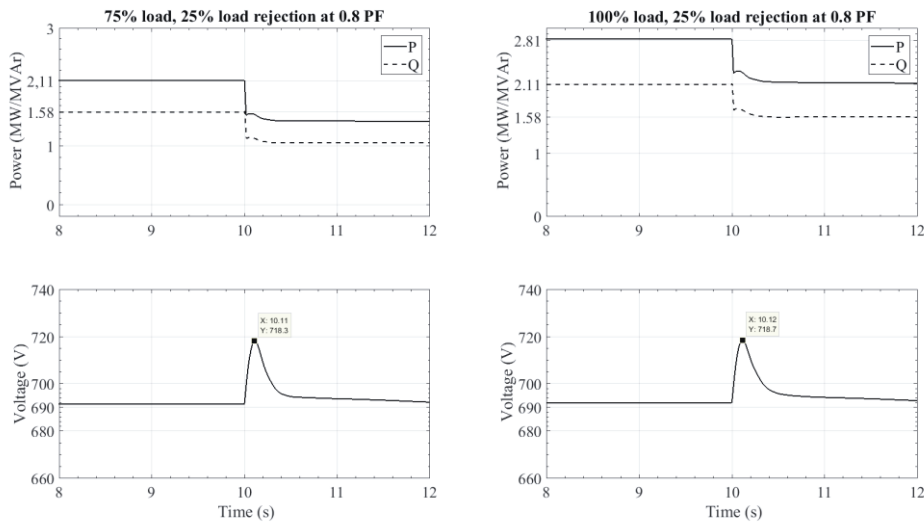 75% load, 25% load rejection at 0.8 PF
Power (MW/MVAr)
3
2,11
1.58
1
0
P
Q
8
9
10
11
12
100% load, 25% load rejection at 0.8 PF
Power (MW/MVAr)
2.81
2.11
1.58
1
0
P
Q
8
9
10
11
12
Voltage (V)
740
720
700
690
680
660
X: 10.11
Y: 718.3
8
9
10
11
12
Time (s)
Voltage (V)
740
720
700
690
680
660
X: 10.12
Y: 718.7
8
9
10
11
12
Time (s)